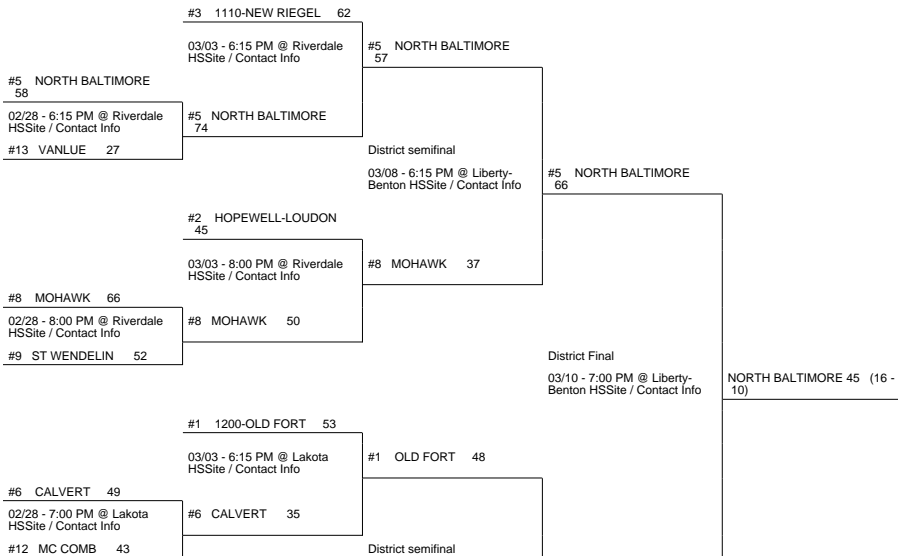 #3 1110-NEW RIEGEL 62
03/03 - 6:15 PM @ Riverdale
HSSite / Contact Info
#5 NORTH BALTIMORE
57
#5 NORTH BALTIMORE
58
02/28 - 6:15 PM @ Riverdale
HSSite / Contact Info
#5 NORTH BALTIMORE
74
#13 VANLUE 27
District semifinal
03/08 - 6:15 PM @ Liberty-
Benton HSSite / Contact Info
#5 NORTH BALTIMORE
66
#2 HOPEWELL-LOUDON
45
03/03 - 8:00 PM @ Riverdale
HSSite / Contact Info
#8 MOHAWK 37
#8 MOHAWK 66
02/28 - 8:00 PM @ Riverdale
HSSite / Contact Info
#8 MOHAWK 50
#9 ST WENDELIN 52
District Final
03/10 - 7:00 PM @ Liberty-
Benton HSSite / Contact Info
NORTH BALTIMORE 45 (16 -
10)
#1 1200-OLD FORT 53
03/03 - 6:15 PM @ Lakota
HSSite / Contact Info
#1 OLD FORT 48
#6 CALVERT 49
02/28 - 7:00 PM @ Lakota
HSSite / Contact Info
#6 CALVERT 35
#12 MC COMB 43
District semifinal